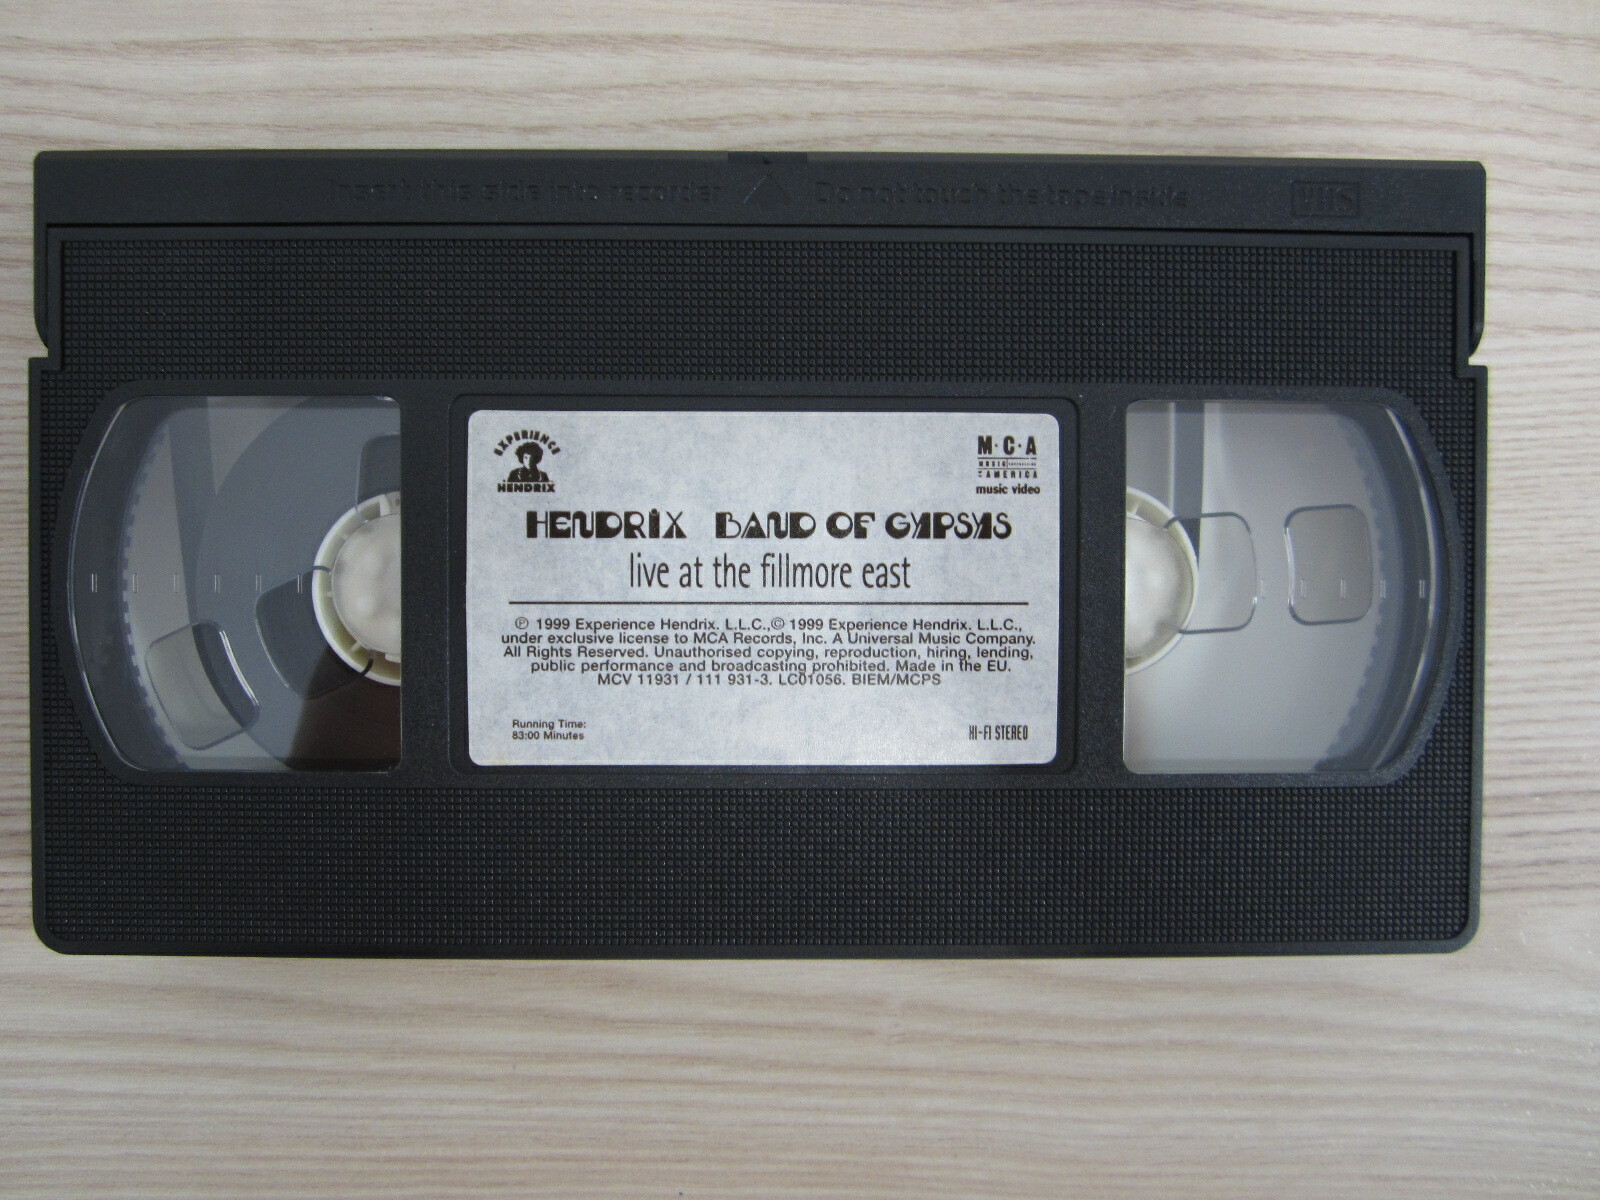 Insert this side into recorder Do not touch the tape inside VHS
EXPERIENCE
HENDRIX
M·C·A
MUSIC
AMERICA
music video
HENDRIX BAND OF GYPSYS
live at the fillmore east
℗ 1999 Experience Hendrix. L.L.C.,© 1999 Experience Hendrix. L.L.C.,
under exclusive license to MCA Records, Inc. A Universal Music Company.
All Rights Reserved. Unauthorised copying, reproduction, hiring, lending,
public performance and broadcasting prohibited. Made in the EU.
MCV 11931 / 111 931-3. LC01056. BIEM/MCPS
Running Time:
83:00 Minutes
HI-FI STEREO